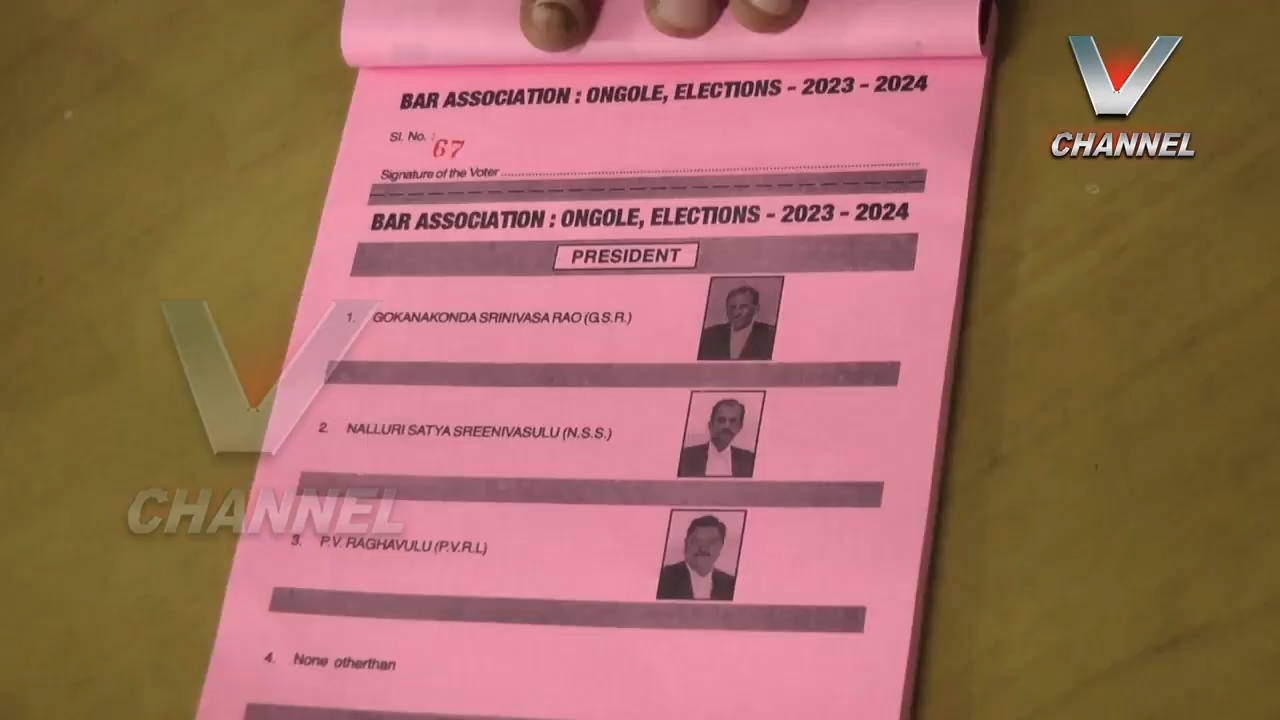 BAR ASSOCIATION : ONGOLE, ELECTIONS - 2023 - 2024
V
CHANNEL
Sl. No. : 67
Signature of the Voter
BAR ASSOCIATION : ONGOLE, ELECTIONS - 2023 - 2024
PRESIDENT
1. GOKANAKONDA SRINIVASA RAO (G.S.R.)
2. NALLURI SATYA SREENIVASULU (N.S.S.)
V
CHANNEL
3. P.V. RAGHAVULU (P.V.R.L)
4. None otherthan